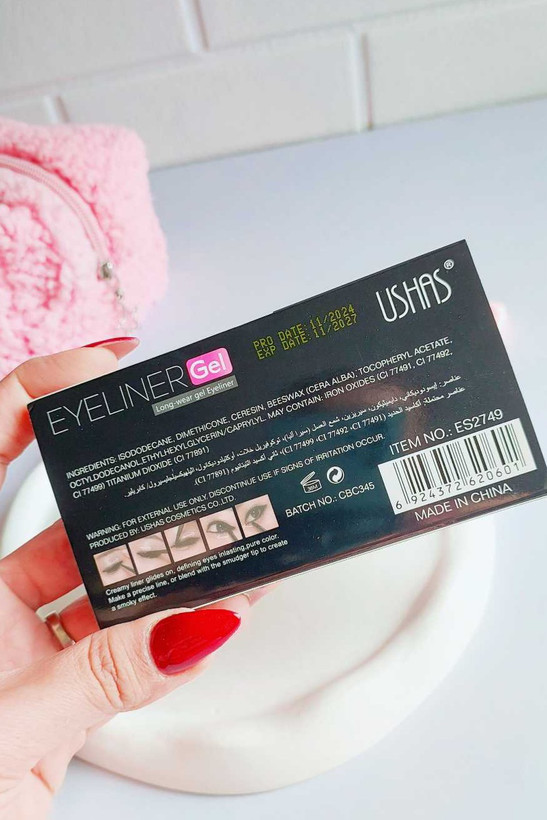 USHAS®
PRO DATE:11/2024
EXP DATE:11/2027
EYELINER Gel
Long-wear gel Eyeliner
INGREDIENTS: ISODODECANE, DIMETHICONE, CERESIN, BEESWAX (CERA ALBA), TOCOPHERYL ACETATE,
OCTYLDODECANOLETHYLHEXYLGLYCERIN/CAPRYLYL, MAY CONTAIN: IRON OXIDES (CI 77491, CI 77492,
CI 77499) TITANIUM DIOXIDE (CI 77891)
WARNING: FOR EXTERNAL USE ONLY DISCONTINUE USE IF SIGNS OF IRRITATION OCCUR.
PRODUCED BY: USHAS COSMETICS CO.,LTD
ITEM NO.: ES2749
BATCH NO.: CBC345
6 924372 620601
MADE IN CHINA
Creamy liner glides on, defining eyes inlasting,pure color.
Make a precise line, or blend with the smudger tip to create
a smoky effect.